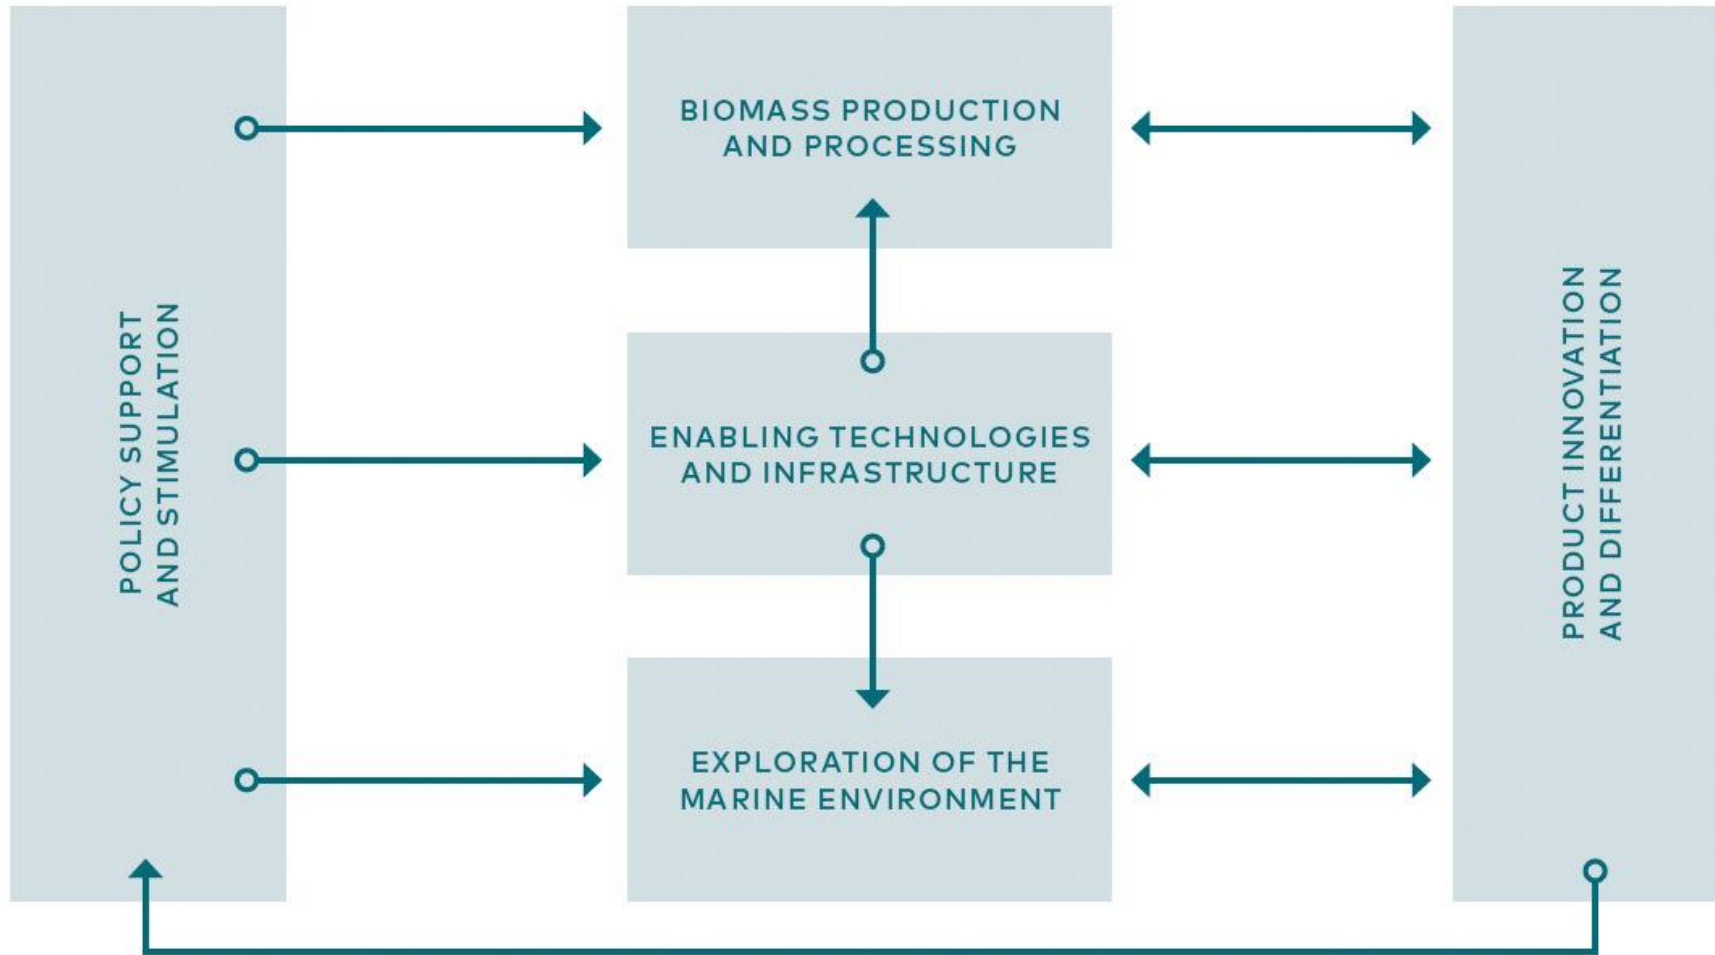 POLICY SUPPORT
AND STIMULATION
BIOMASS PRODUCTION
AND PROCESSING
ENABLING TECHNOLOGIES
AND INFRASTRUCTURE
EXPLORATION OF THE
MARINE ENVIRONMENT
PRODUCT INNOVATION
AND DIFFERENTIATION